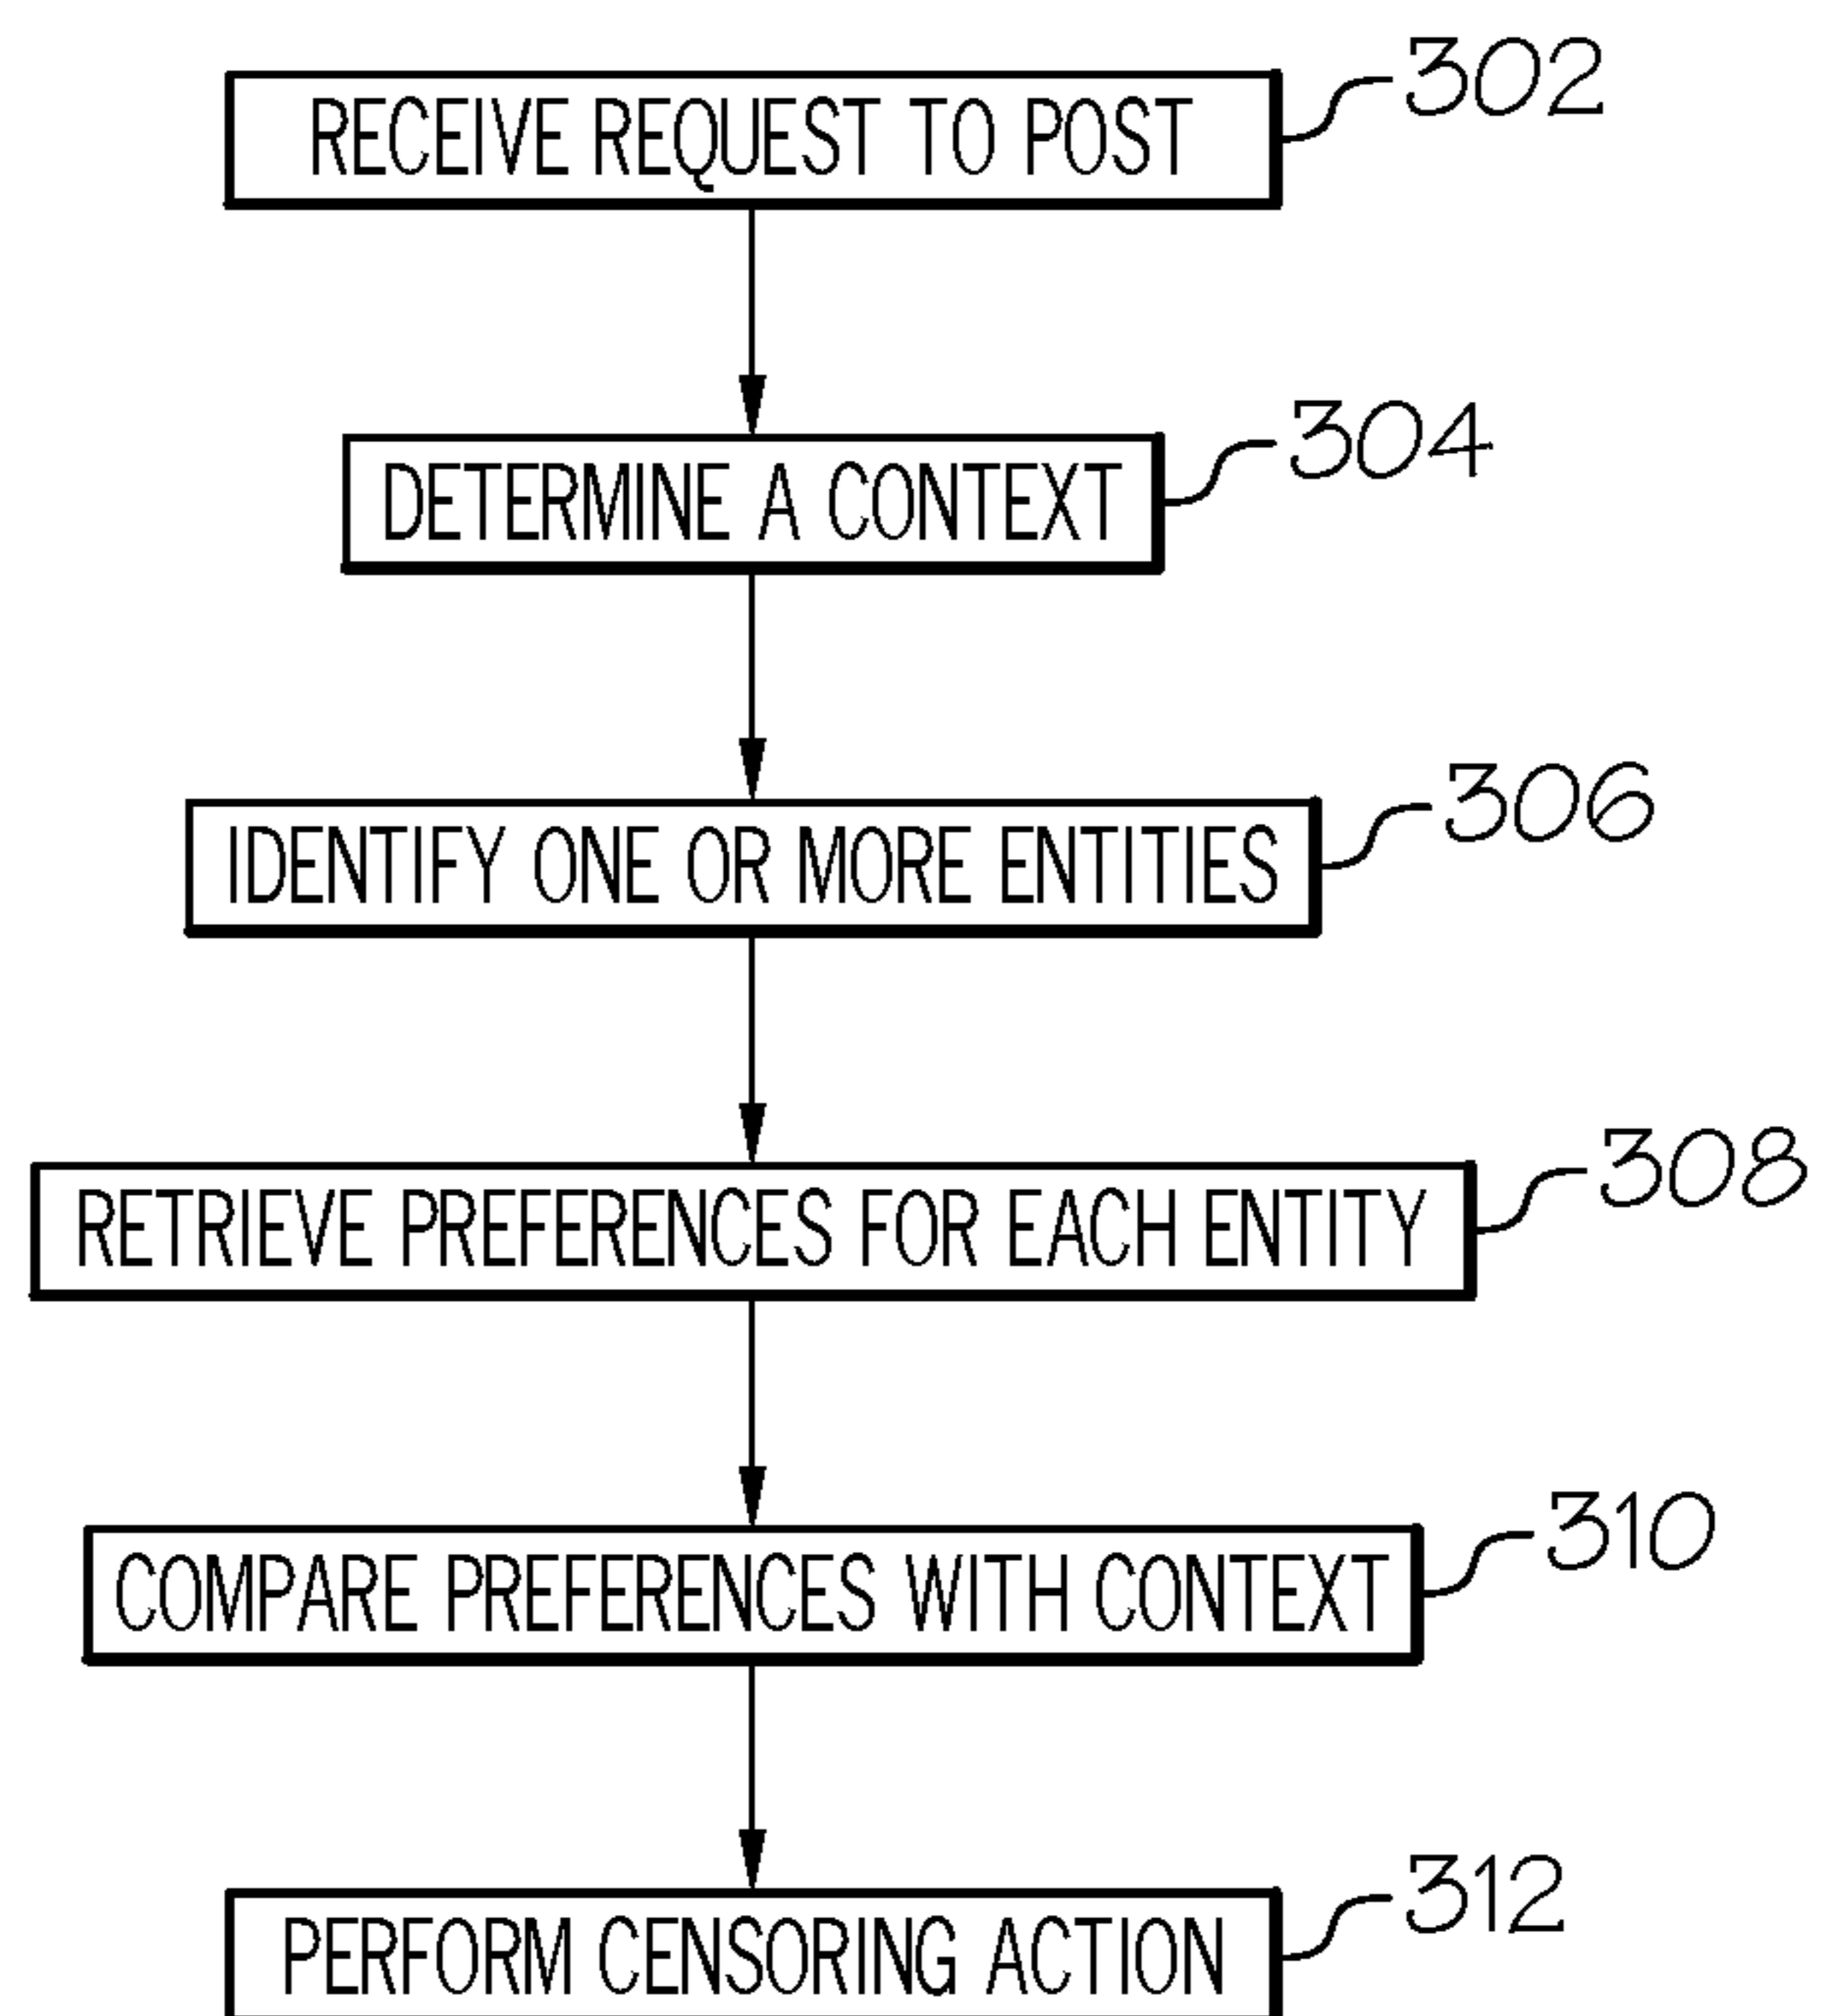 RECEIVE REQUEST TO POST
302
DETERMINE A CONTEXT
304
IDENTIFY ONE OR MORE ENTITIES
306
RETRIEVE PREFERENCES FOR EACH ENTITY
308
COMPARE PREFERENCES WITH CONTEXT
310
PERFORM CENSORING ACTION
312